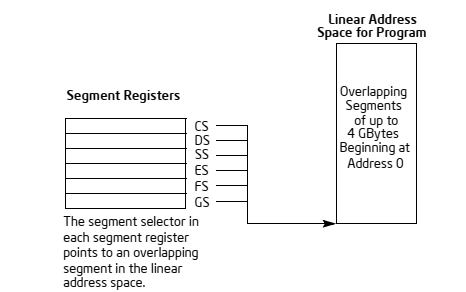 Linear Address
Space for Program
Segment Registers
Overlapping
Segments
of up to
4 GBytes
Beginning at
Address 0
CS
DS
SS
ES
FS
GS
The segment selector in
each segment register
points to an overlapping
segment in the linear
address space.